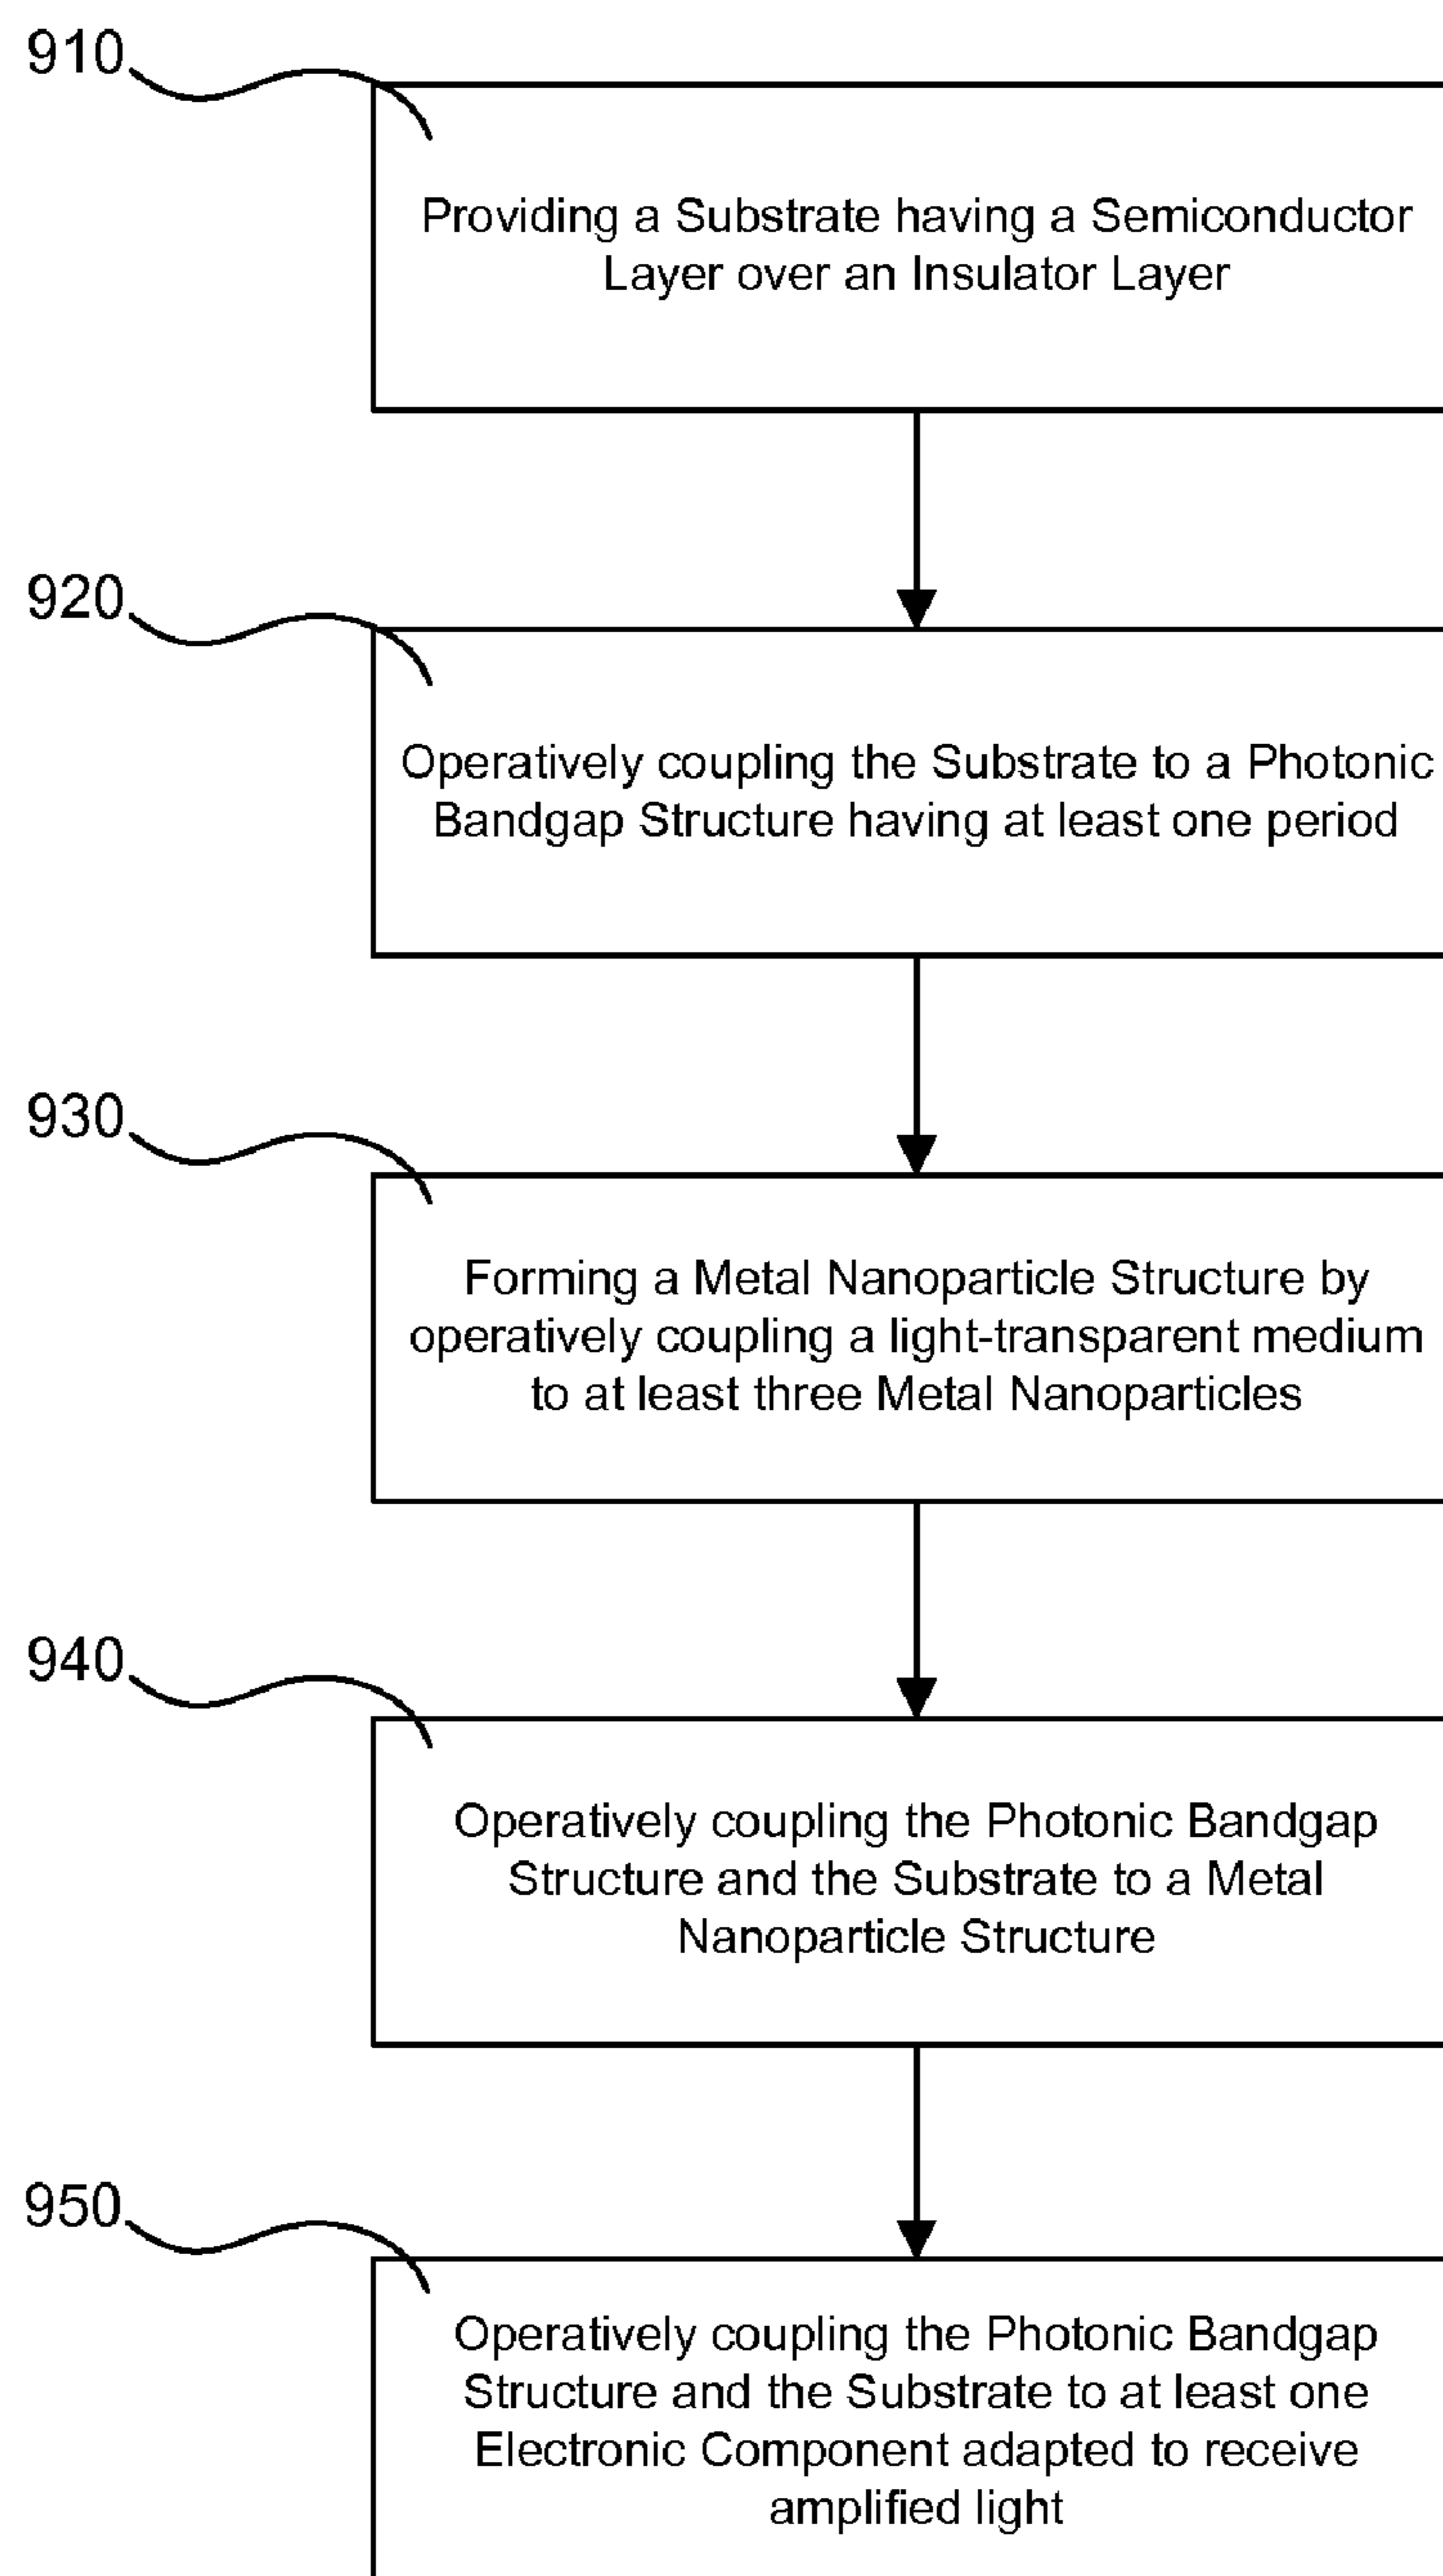 910
Providing a Substrate having a Semiconductor
Layer over an Insulator Layer
920
Operatively coupling the Substrate to a Photonic
Bandgap Structure having at least one period
930
Forming a Metal Nanoparticle Structure by
operatively coupling a light-transparent medium
to at least three Metal Nanoparticles
940
Operatively coupling the Photonic Bandgap
Structure and the Substrate to a Metal
Nanoparticle Structure
950
Operatively coupling the Photonic Bandgap
Structure and the Substrate to at least one
Electronic Component adapted to receive
amplified light